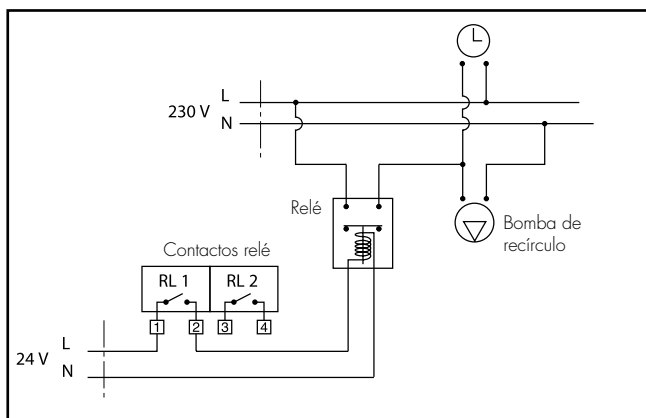 L
230 V
N
Relé
Bomba de
recírculo
Contactos relé
RL 1 RL 2
1 2 3 4
L
24 V
N